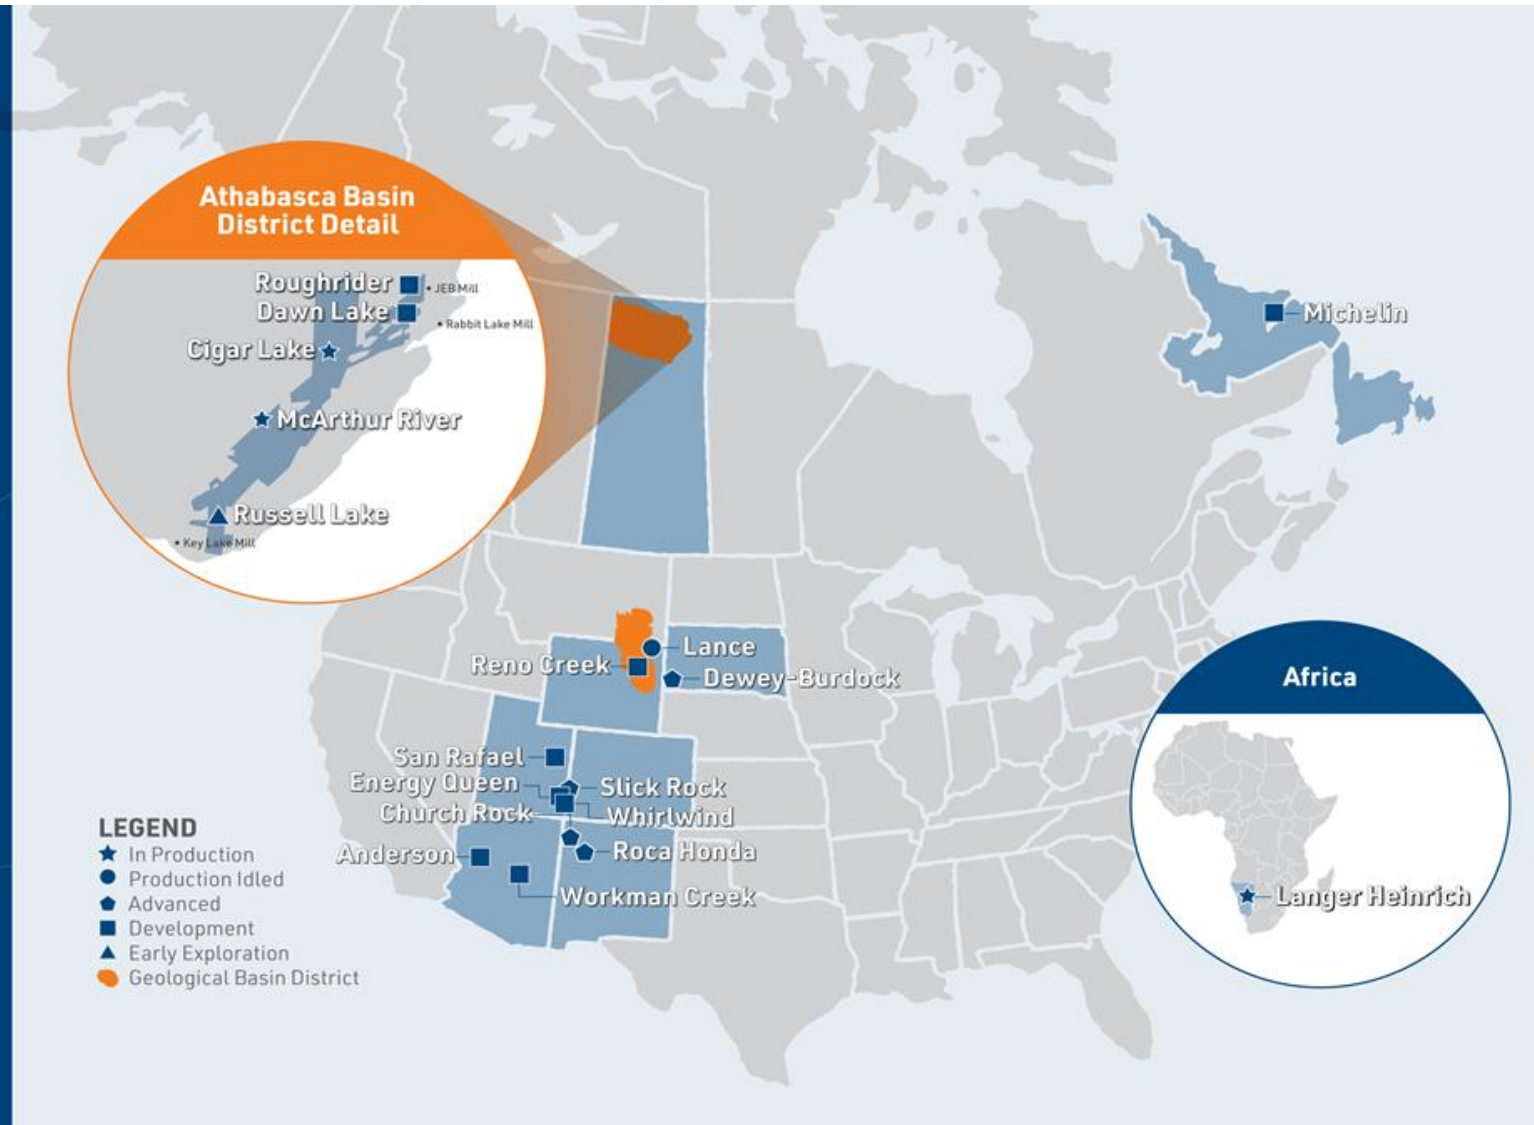 Athabasca Basin
District Detail
Roughrider
• JEB Mill
Dawn Lake
• Rabbit Lake Mill
Cigar Lake
McArthur River
Russell Lake
• Key Lake Mill
Michelin
Lance
Reno Creek
Dewey-Burdock
San Rafael
Energy Queen
Slick Rock
Church Rock
Whirlwind
Anderson
Roca Honda
Workman Creek
Africa
Langer Heinrich
LEGEND
In Production
Production Idled
Advanced
Development
Early Exploration
Geological Basin District